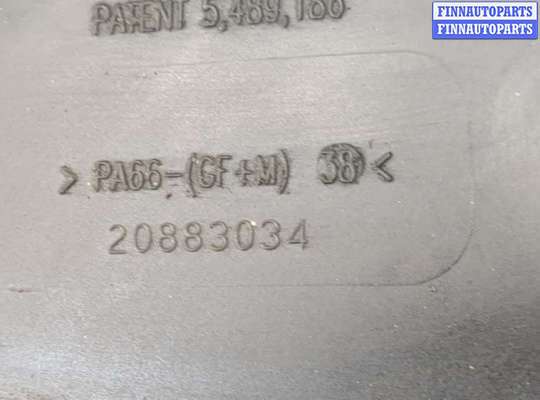 PATENT 5,489,186
FINNAUTOPARTS
FINNAUTOPARTS
>PA66-(GF+M) 38<
20883034